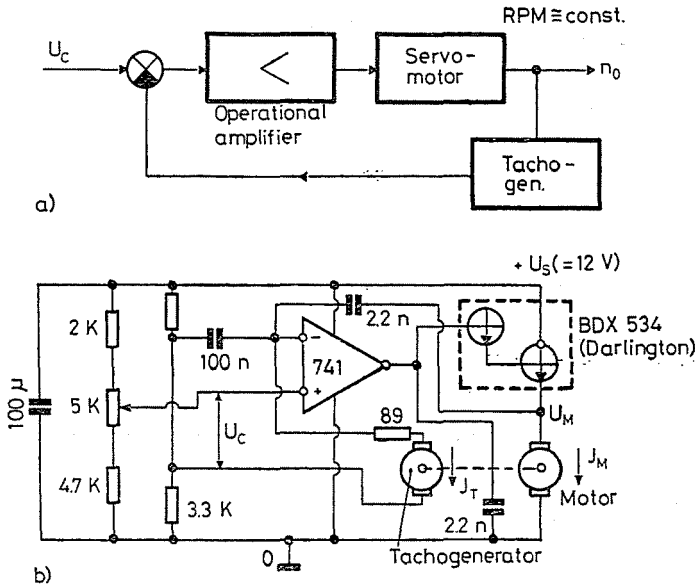 RPM ≅ const.
U_C
<
Servo-
motor
n_0
Operational
amplifier
Tacho-
gen.
a)
+ U_S (= 12 V)
2 K
2.2 n
BDX 534
(Darlington)
100 n
−
741
+
100 µ
5 K
U_C
89
U_M
J_T
J_M
4.7 K
3.3 K
Motor
2.2 n
0
Tachogenerator
b)